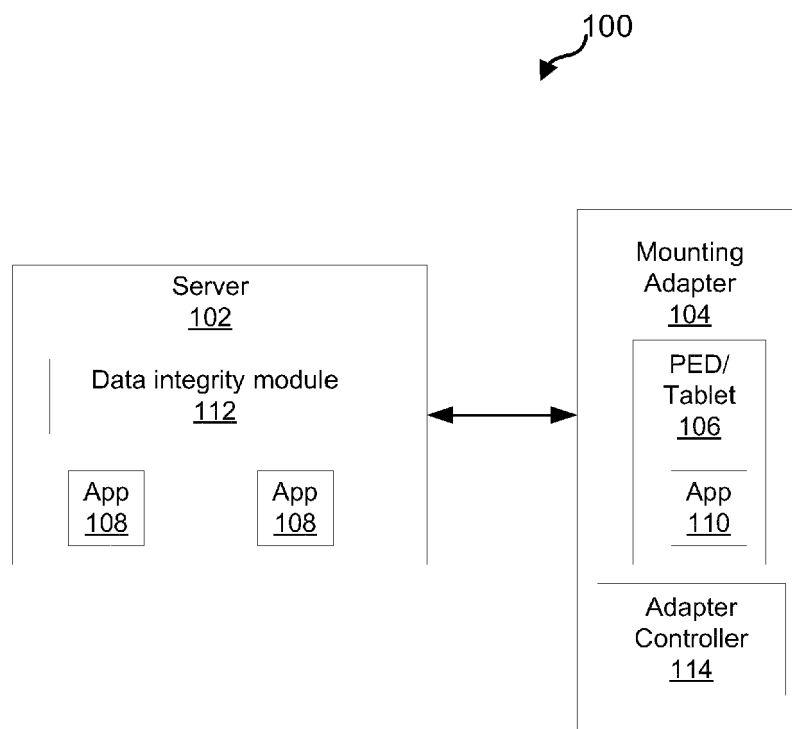 100
Server
102
Data integrity module
112
App
108
App
108
Mounting
Adapter
104
PED/
Tablet
106
App
110
Adapter
Controller
114